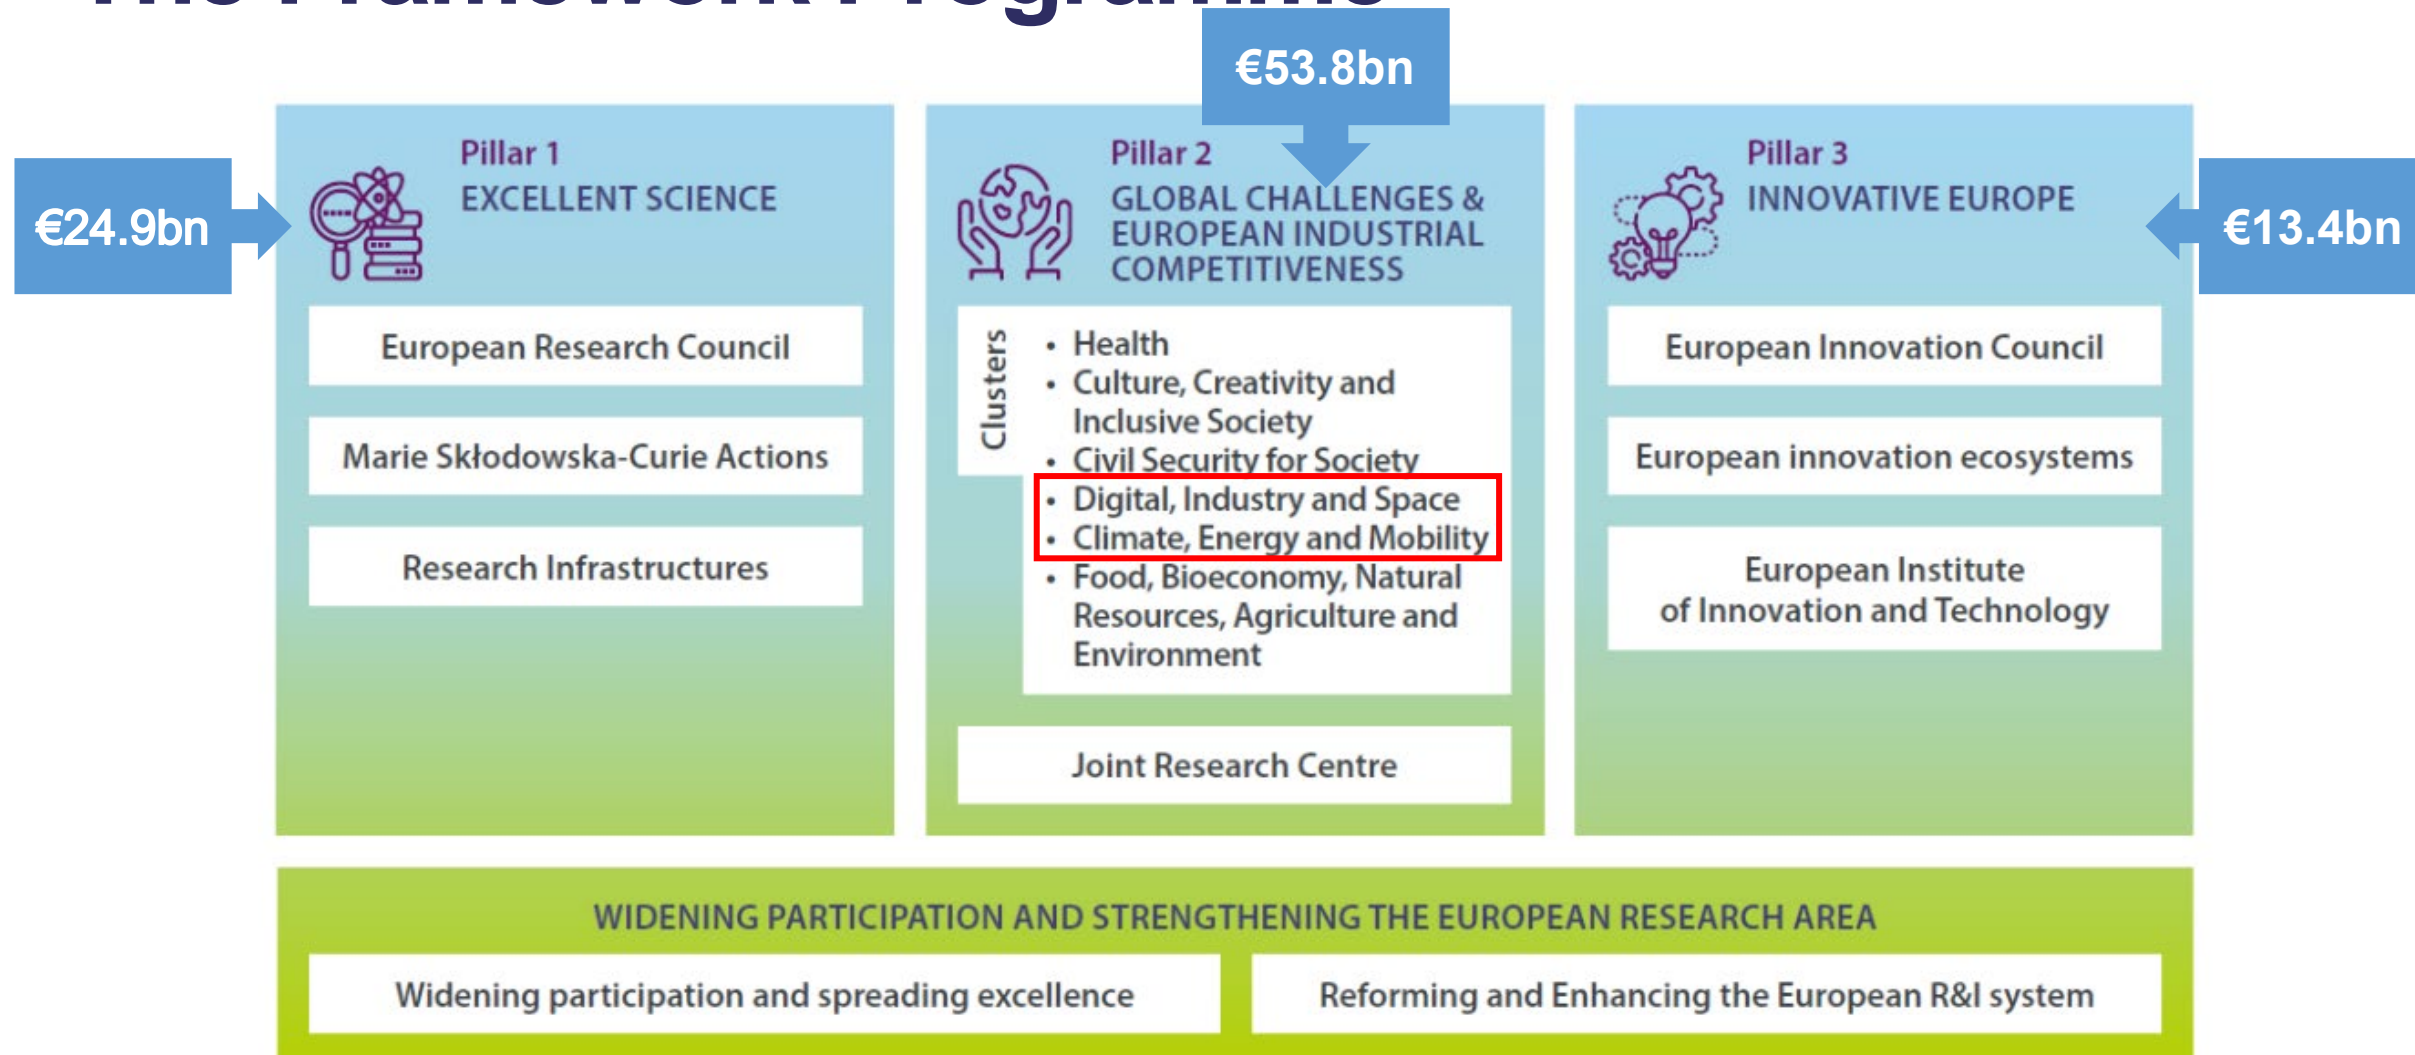 The Framework Programme
€53.8bn
€24.9bn
Pillar 1
EXCELLENT SCIENCE
European Research Council
Marie Skłodowska-Curie Actions
Research Infrastructures
Pillar 2
GLOBAL CHALLENGES &
EUROPEAN INDUSTRIAL
COMPETITIVENESS
Clusters
• Health
• Culture, Creativity and
Inclusive Society
• Civil Security for Society
• Digital, Industry and Space
• Climate, Energy and Mobility
• Food, Bioeconomy, Natural
Resources, Agriculture and
Environment
Joint Research Centre
Pillar 3
INNOVATIVE EUROPE
€13.4bn
European Innovation Council
European innovation ecosystems
European Institute
of Innovation and Technology
WIDENING PARTICIPATION AND STRENGTHENING THE EUROPEAN RESEARCH AREA
Widening participation and spreading excellence
Reforming and Enhancing the European R&I system